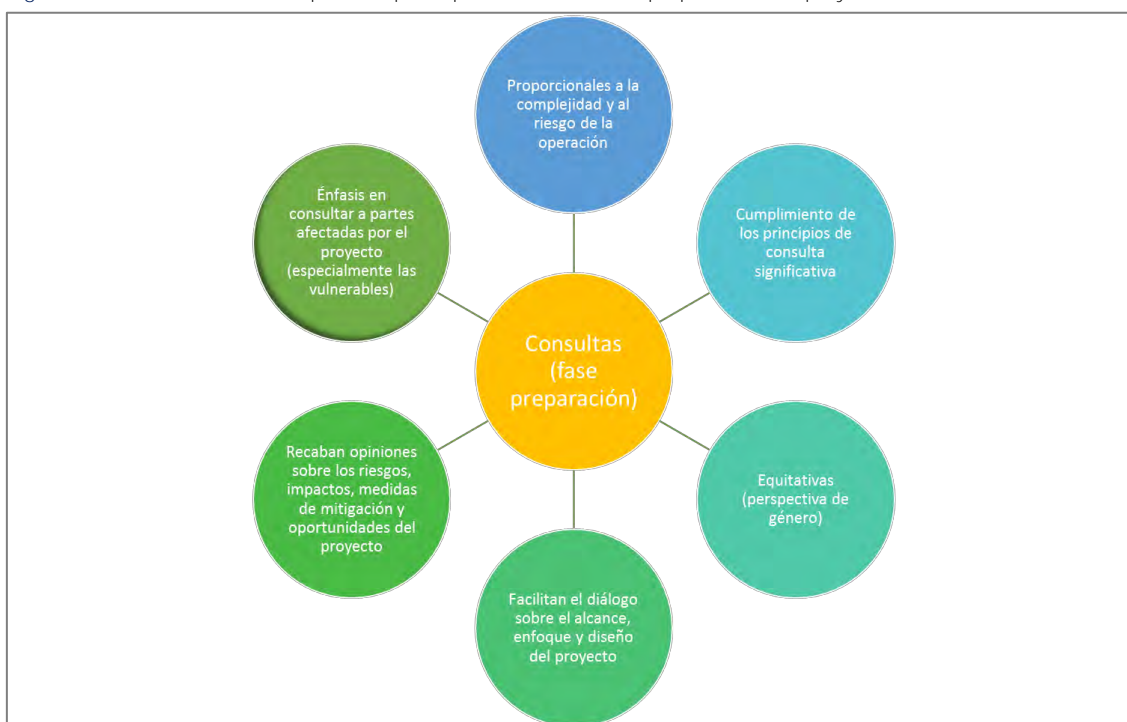 Proporcionales a la
complejidad y al
riesgo de la
operación
Cumplimiento de
los principios de
consulta
significativa
Equitativas
(perspectiva de
género)
Facilitan el diálogo
sobre el alcance,
enfoque y diseño
del proyecto
Recaban opiniones
sobre los riesgos,
impactos, medidas
de mitigación y
oportunidades del
proyecto
Énfasis en
consultar a partes
afectadas por el
proyecto
(especialmente las
vulnerables)
Consultas
(fase
preparación)